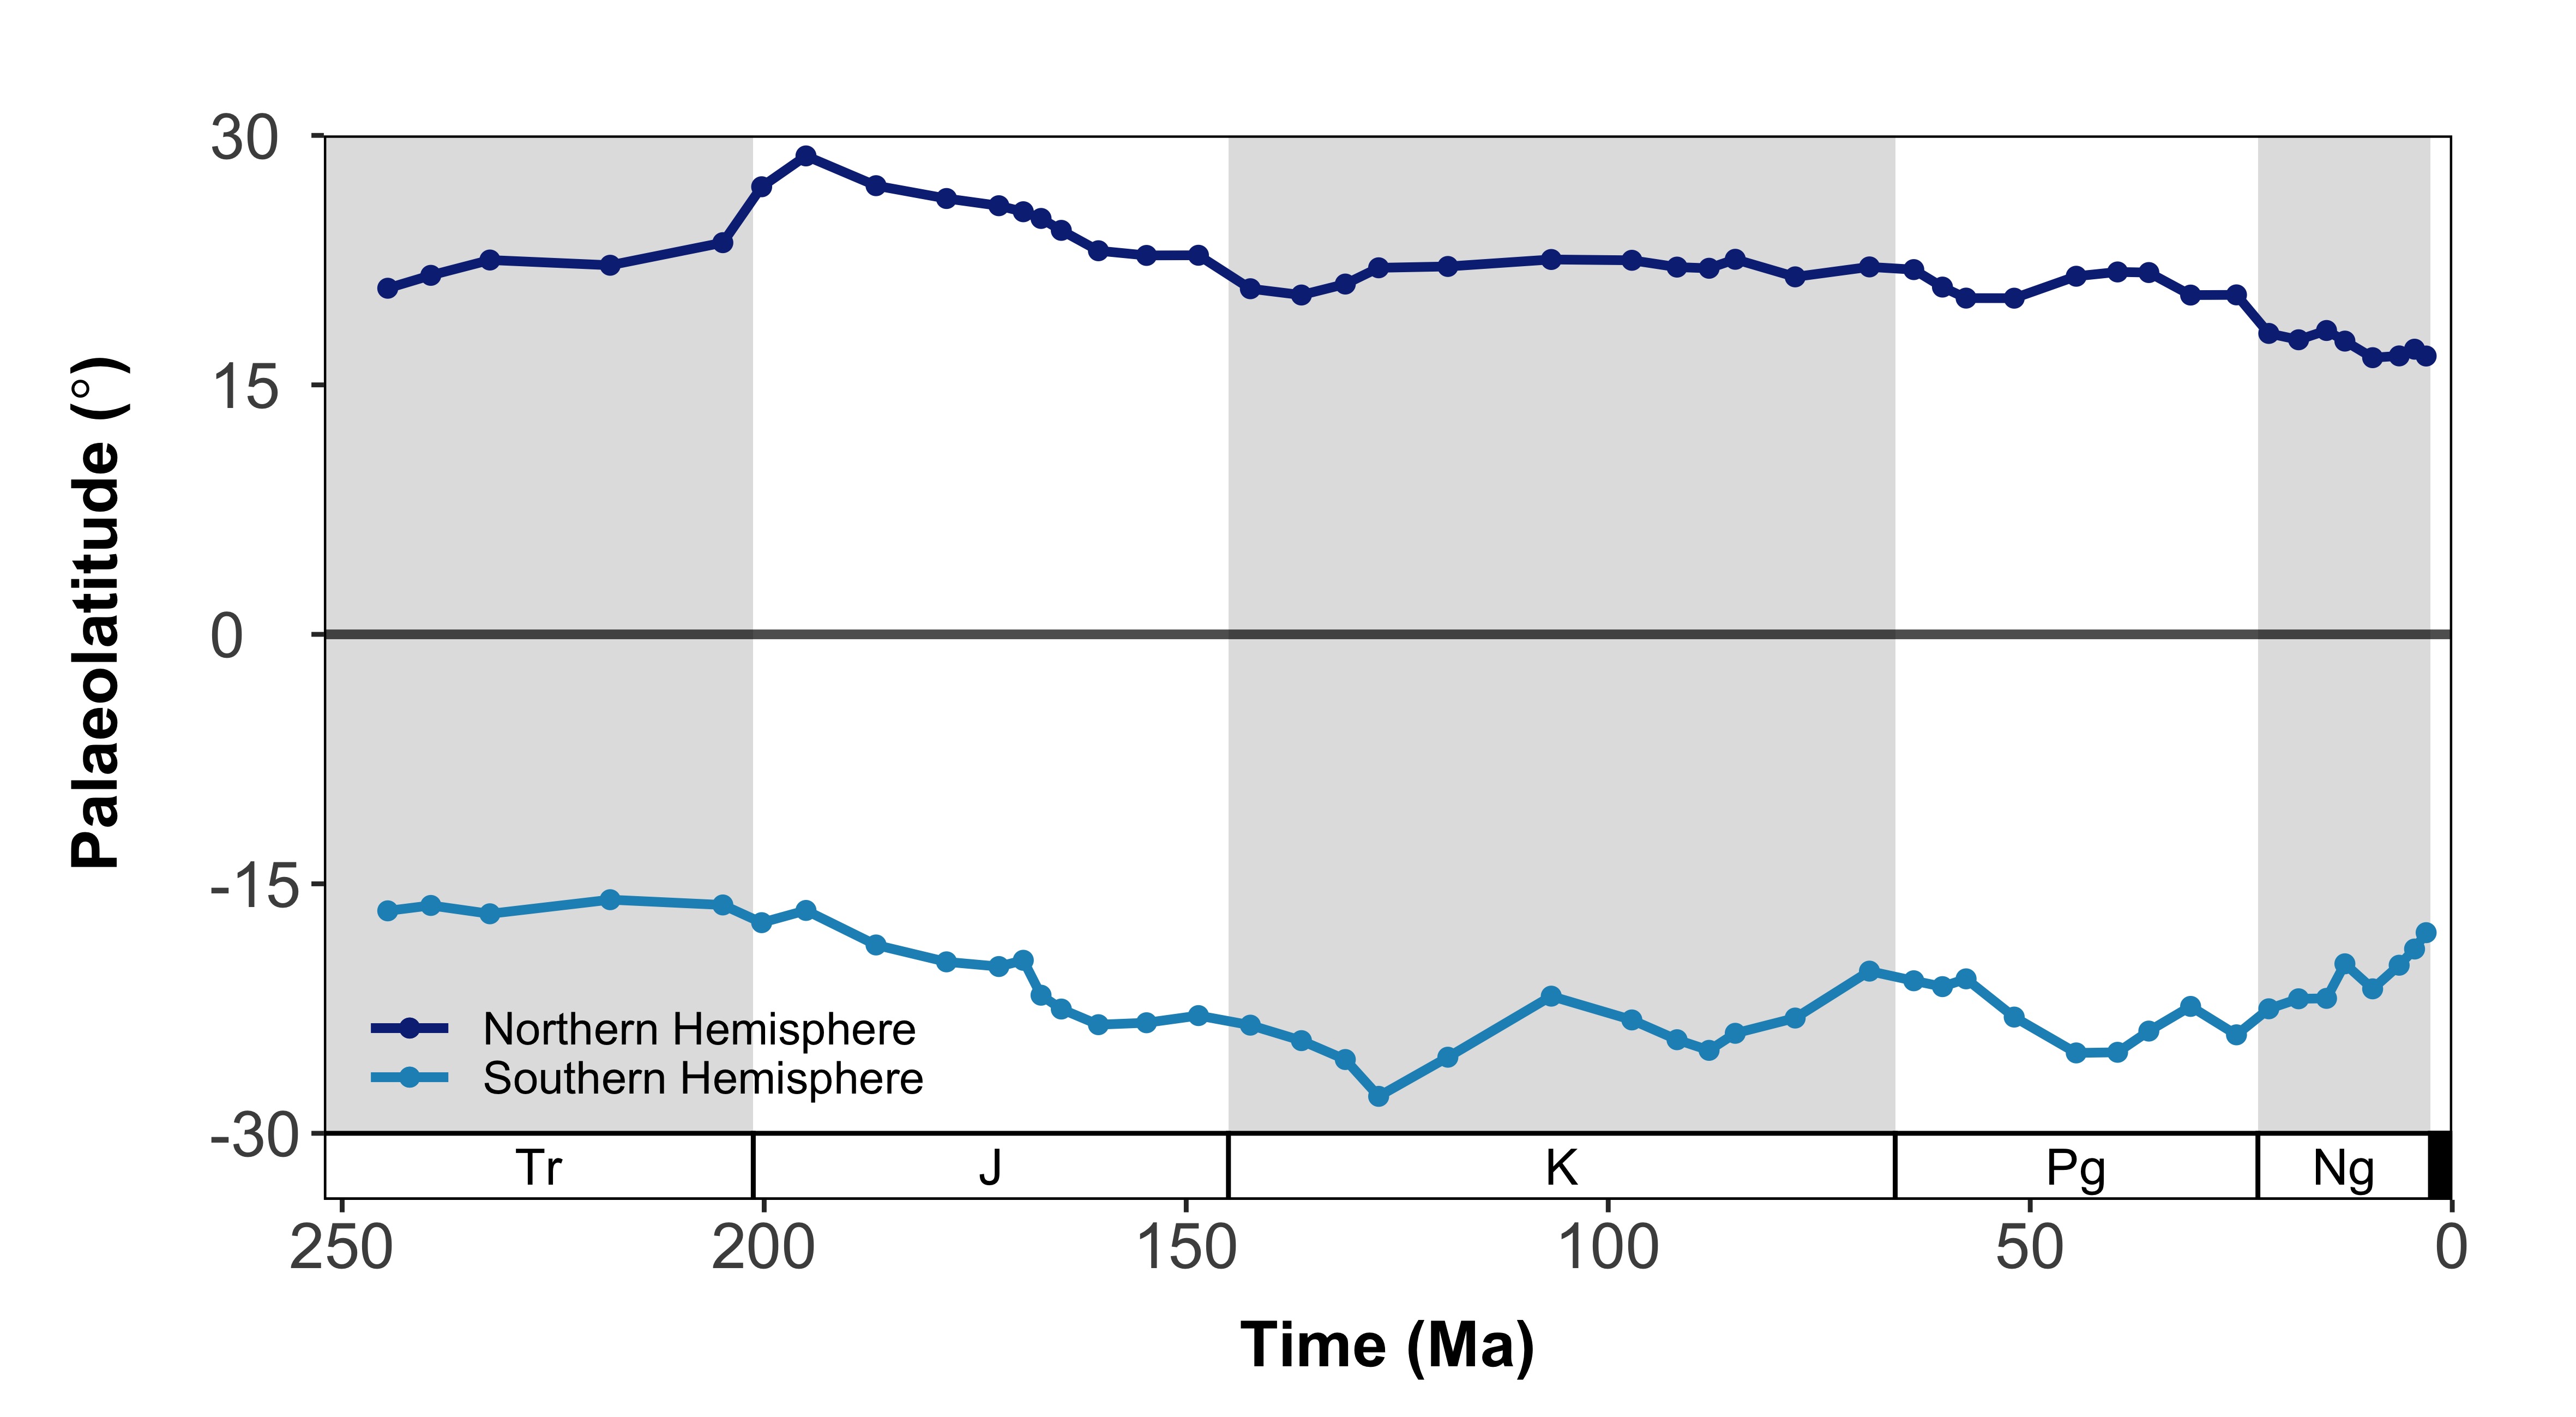 30
15
0
-15
-30
Palaeolatitude (°)
Northern Hemisphere
Southern Hemisphere
Tr J K Pg Ng
250 200 150 100 50 0
Time (Ma)